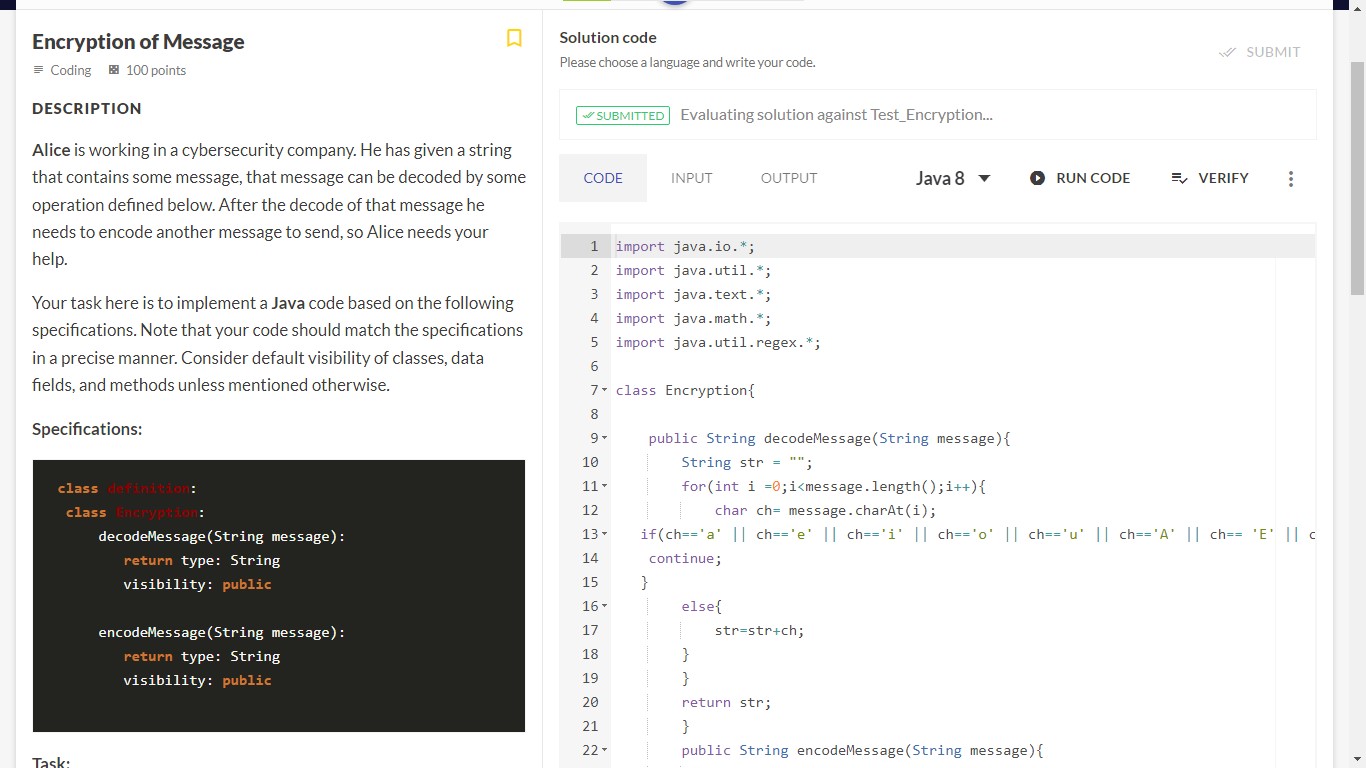 Encryption of Message
Coding 100 points
DESCRIPTION
Alice is working in a cybersecurity company. He has given a string
that contains some message, that message can be decoded by some
operation defined below. After the decode of that message he
needs to encode another message to send, so Alice needs your
help.
Your task here is to implement a Java code based on the following
specifications. Note that your code should match the specifications
in a precise manner. Consider default visibility of classes, data
fields, and methods unless mentioned otherwise.
Specifications:
class definition:
class Encryption:
decodeMessage(String message):
return type: String
visibility: public
encodeMessage(String message):
return type: String
visibility: public
Task:
Solution code
Please choose a language and write your code.
SUBMIT
SUBMITTED Evaluating solution against Test_Encryption...
CODE INPUT OUTPUT Java 8 RUN CODE VERIFY
1 import java.io.*;
2 import java.util.*;
3 import java.text.*;
4 import java.math.*;
5 import java.util.regex.*;
6
7 class Encryption{
8
9 public String decodeMessage(String message){
10 String str = "";
11 for(int i =0;i<message.length();i++){
12 char ch= message.charAt(i);
13 if(ch=='a' || ch=='e' || ch=='i' || ch=='o' || ch=='u' || ch=='A' || ch== 'E' || c
14 continue;
15 }
16 else{
17 str=str+ch;
18 }
19 }
20 return str;
21 }
22 public String encodeMessage(String message){